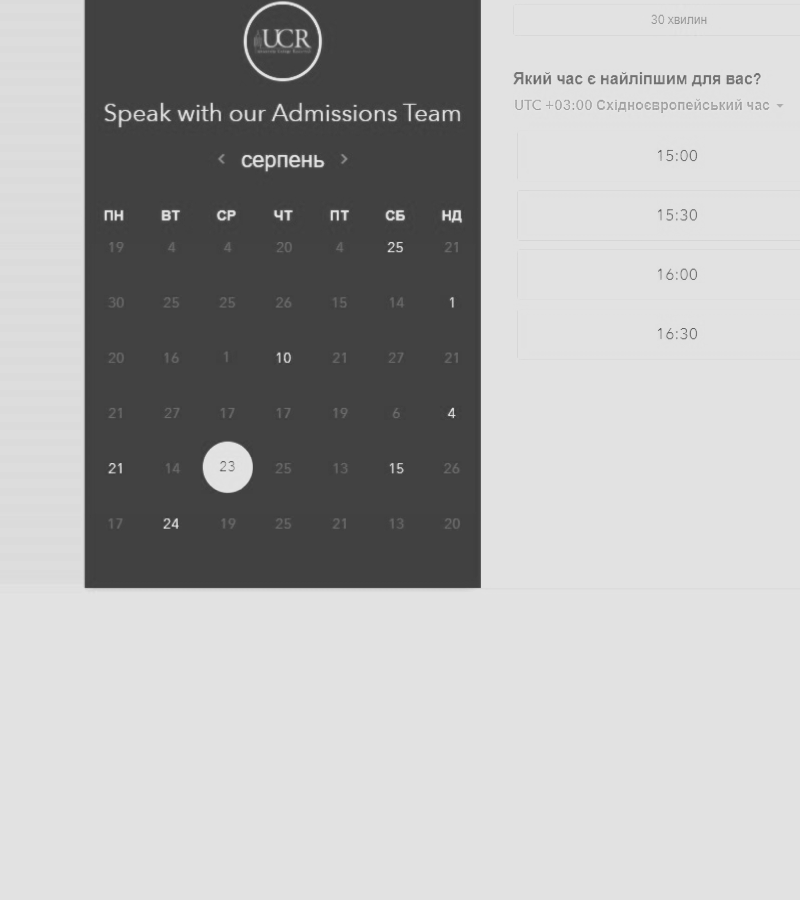 UCR
Speak with our Admissions Team
серпень
ПН ВТ СР ЧТ ПТ СБ НД
19 4 4 20 4 25 21
30 25 25 26 15 14 1
20 16 1 10 21 27 21
21 27 17 17 19 6 4
21 14 23 25 13 15 26
17 24 19 25 21 13 20
30 хвилин
Який час є найліпшим для вас?
UTC +03:00 Східноєвропейський час
15:00
15:30
16:00
16:30